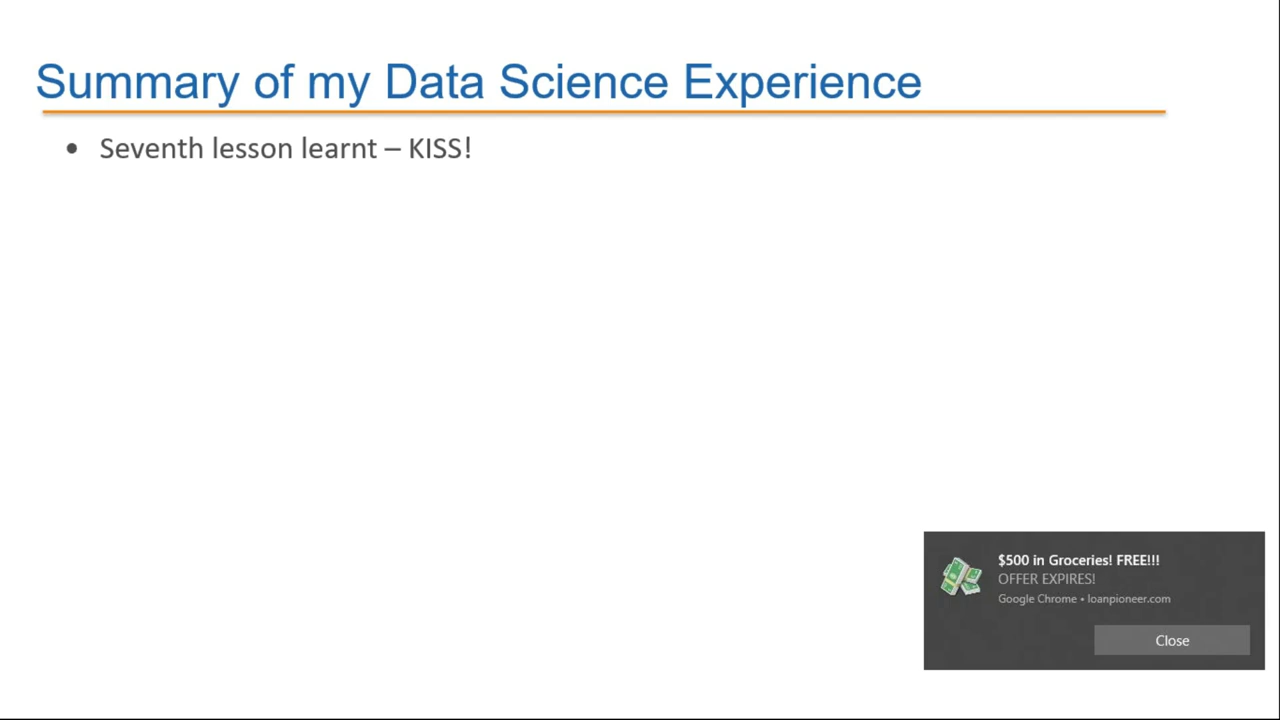 Summary of my Data Science Experience
• Seventh lesson learnt – KISS!
$500 in Groceries! FREE!!!
OFFER EXPIRES!
Google Chrome • loanpioneer.com
Close